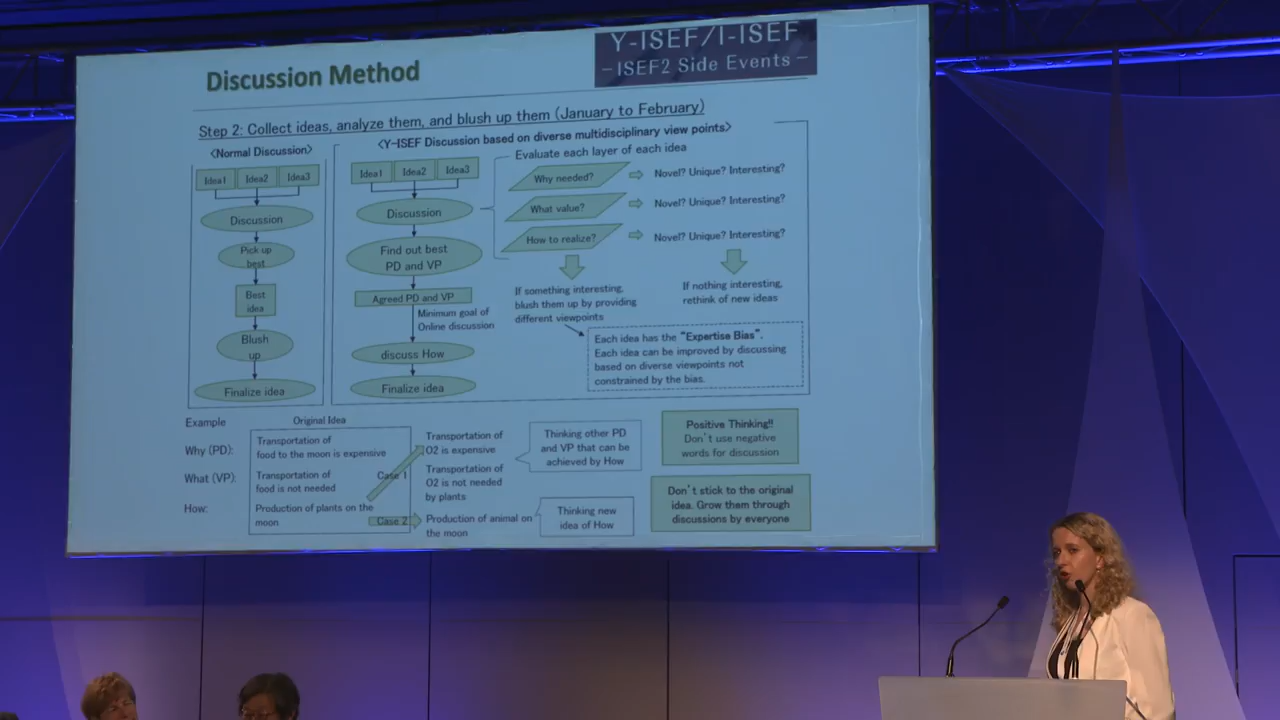 Y-ISEF/I-ISEF
－ISEF2 Side Events－
Discussion Method
Step 2: Collect ideas, analyze them, and blush up them (January to February)
<Normal Discussion>
Idea1 Idea2 Idea3
Discussion
Pick up
best
Best
idea
Blush
up
Finalize idea
<Y-ISEF Discussion based on diverse multidisciplinary view points>
Idea1 Idea2 Idea3
Discussion
Find out best
PD and VP
Agreed PD and VP
Minimum goal of
Online discussion
discuss How
Finalize idea
Evaluate each layer of each idea
Why needed? Novel? Unique? Interesting?
What value? Novel? Unique? Interesting?
How to realize? Novel? Unique? Interesting?
If something interesting,
blush them up by providing
different viewpoints
If nothing interesting,
rethink of new ideas
Each idea has the “Expertise Bias”.
Each idea can be improved by discussing
based on diverse viewpoints not
constrained by the bias.
Example
Original Idea
Why (PD):
Transportation of
food to the moon is expensive
What (VP):
Transportation of
food is not needed
How:
Production of plants on the
moon
Case 1
Case 2
Transportation of
O2 is expensive
Transportation of
O2 is not needed
by plants
Production of animal on
the moon
Thinking other PD
and VP that can be
achieved by How
Thinking new
idea of How
Positive Thinking!!
Don't use negative
words for discussion
Don't stick to the original
idea. Grow them through
discussions by everyone